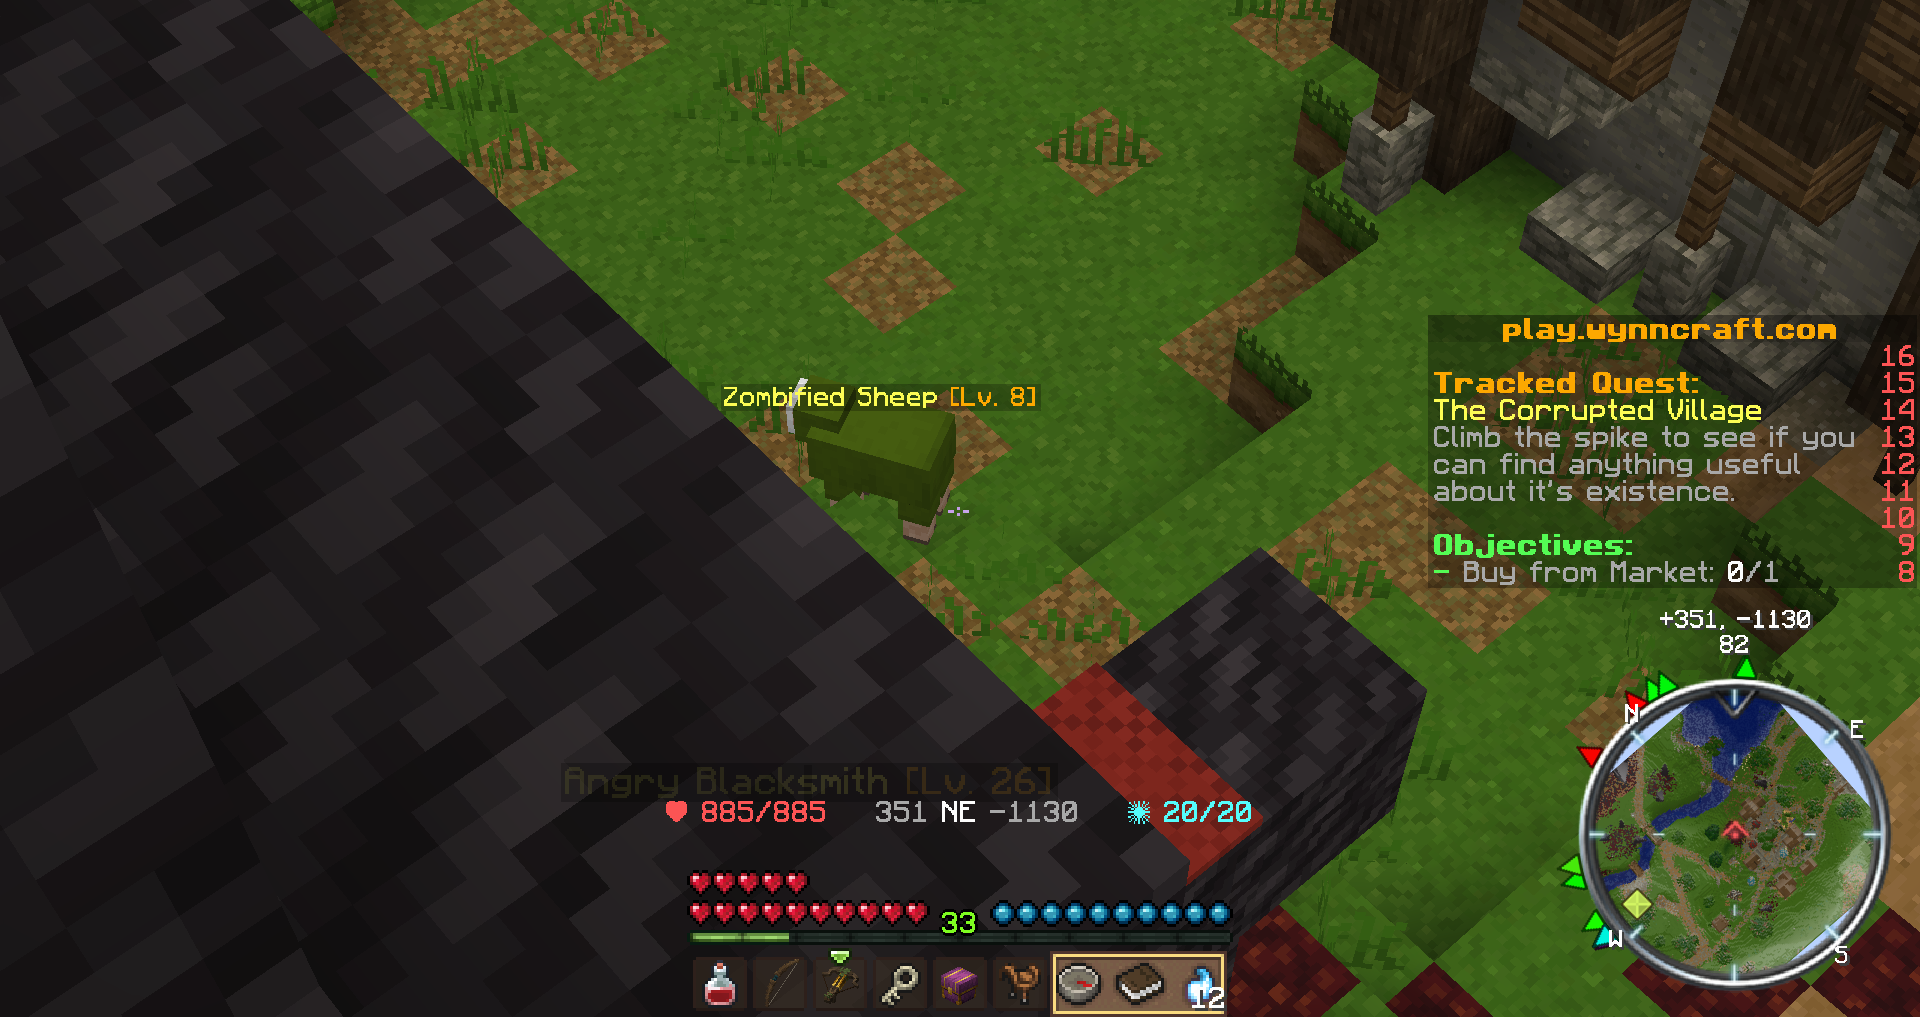 play.wynncraft.com
16
Tracked Quest: 15
The Corrupted Village 14
Climb the spike to see if you 13
can find anything useful 12
about it's existence. 11
10
Objectives: 9
- Buy from Market: 0/1 8
Zombified Sheep [Lv. 8]
+351, -1130
82
N
E
W
S
Angry Blacksmith [Lv. 26]
885/885 351 NE -1130 20/20
33
12